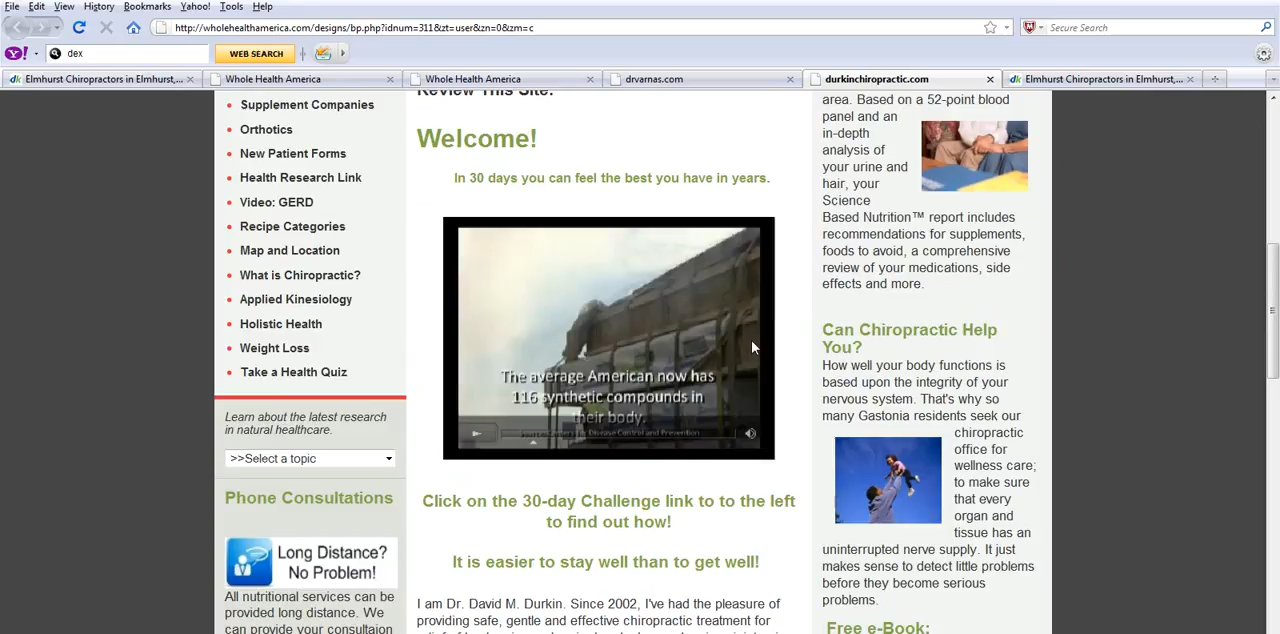 File Edit View History Bookmarks Yahoo! Tools Help
http://wholehealthamerica.com/designs/bp.php?idnum=311&zt=user&zn=0&zm=c
Secure Search
Y! dex WEB SEARCH
dk Elmhurst Chiropractors in Elmhurst,...
Whole Health America
Whole Health America
drvarnas.com
durkinchiropractic.com
dk Elmhurst Chiropractors in Elmhurst,...
Supplement Companies
Orthotics
New Patient Forms
Health Research Link
Video: GERD
Recipe Categories
Map and Location
What is Chiropractic?
Applied Kinesiology
Holistic Health
Weight Loss
Take a Health Quiz
Learn about the latest research
in natural healthcare.
>>Select a topic
Phone Consultations
Long Distance?
No Problem!
All nutritional services can be
provided long distance. We
can provide your consultaion
Review This Site:
Welcome!
In 30 days you can feel the best you have in years.
The average American now has
116 synthetic compounds in
their body.
Centers for Disease Control and Prevention
Click on the 30-day Challenge link to to the left
to find out how!
It is easier to stay well than to get well!
I am Dr. David M. Durkin. Since 2002, I've had the pleasure of
providing safe, gentle and effective chiropractic treatment for
area. Based on a 52-point blood
panel and an
in-depth
analysis of
your urine and
hair, your
Science
Based Nutrition™ report includes
recommendations for supplements,
foods to avoid, a comprehensive
review of your medications, side
effects and more.
Can Chiropractic Help
You?
How well your body functions is
based upon the integrity of your
nervous system. That's why so
many Gastonia residents seek our
chiropractic
office for
wellness care;
to make sure
that every
organ and
tissue has an
uninterrupted nerve supply. It just
makes sense to detect little problems
before they become serious
problems.
Free e-Book: